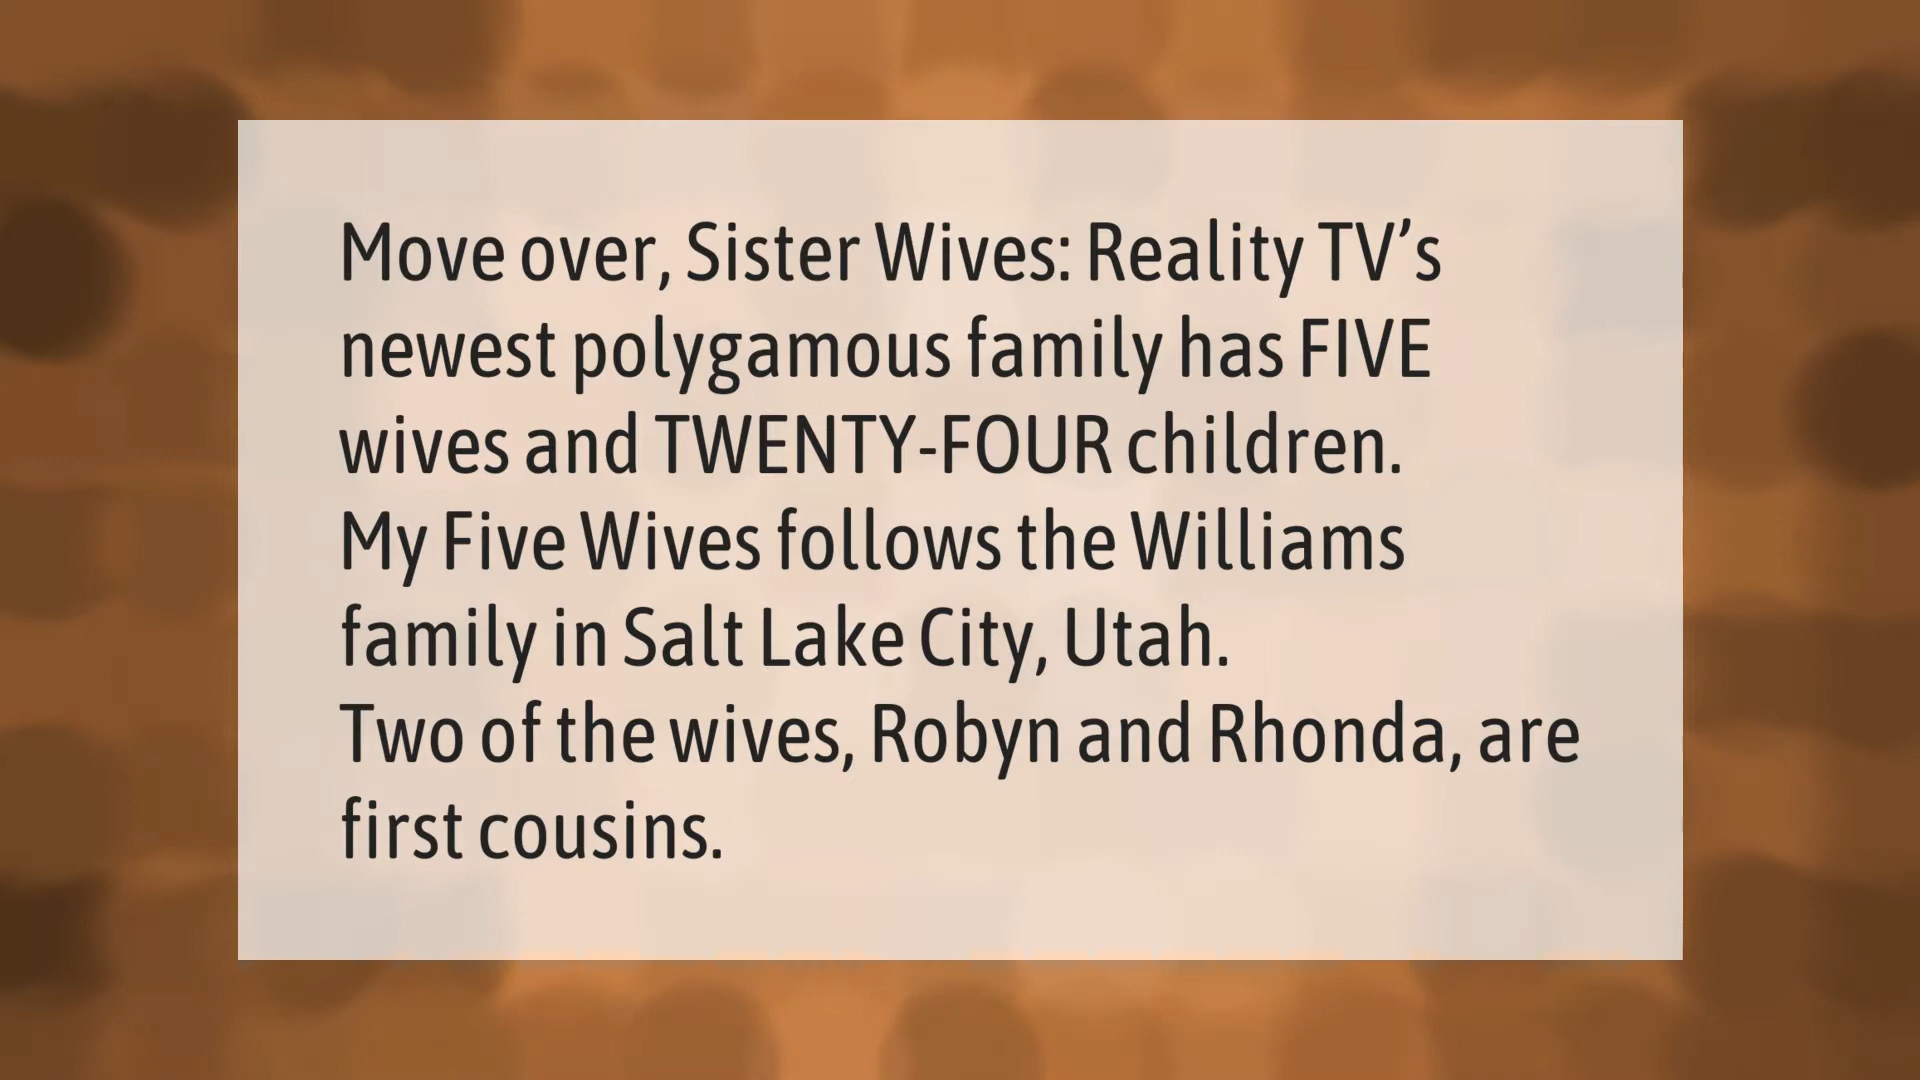 Move over, Sister Wives: Reality TV’s
newest polygamous family has FIVE
wives and TWENTY-FOUR children.
My Five Wives follows the Williams
family in Salt Lake City, Utah.
Two of the wives, Robyn and Rhonda, are
first cousins.